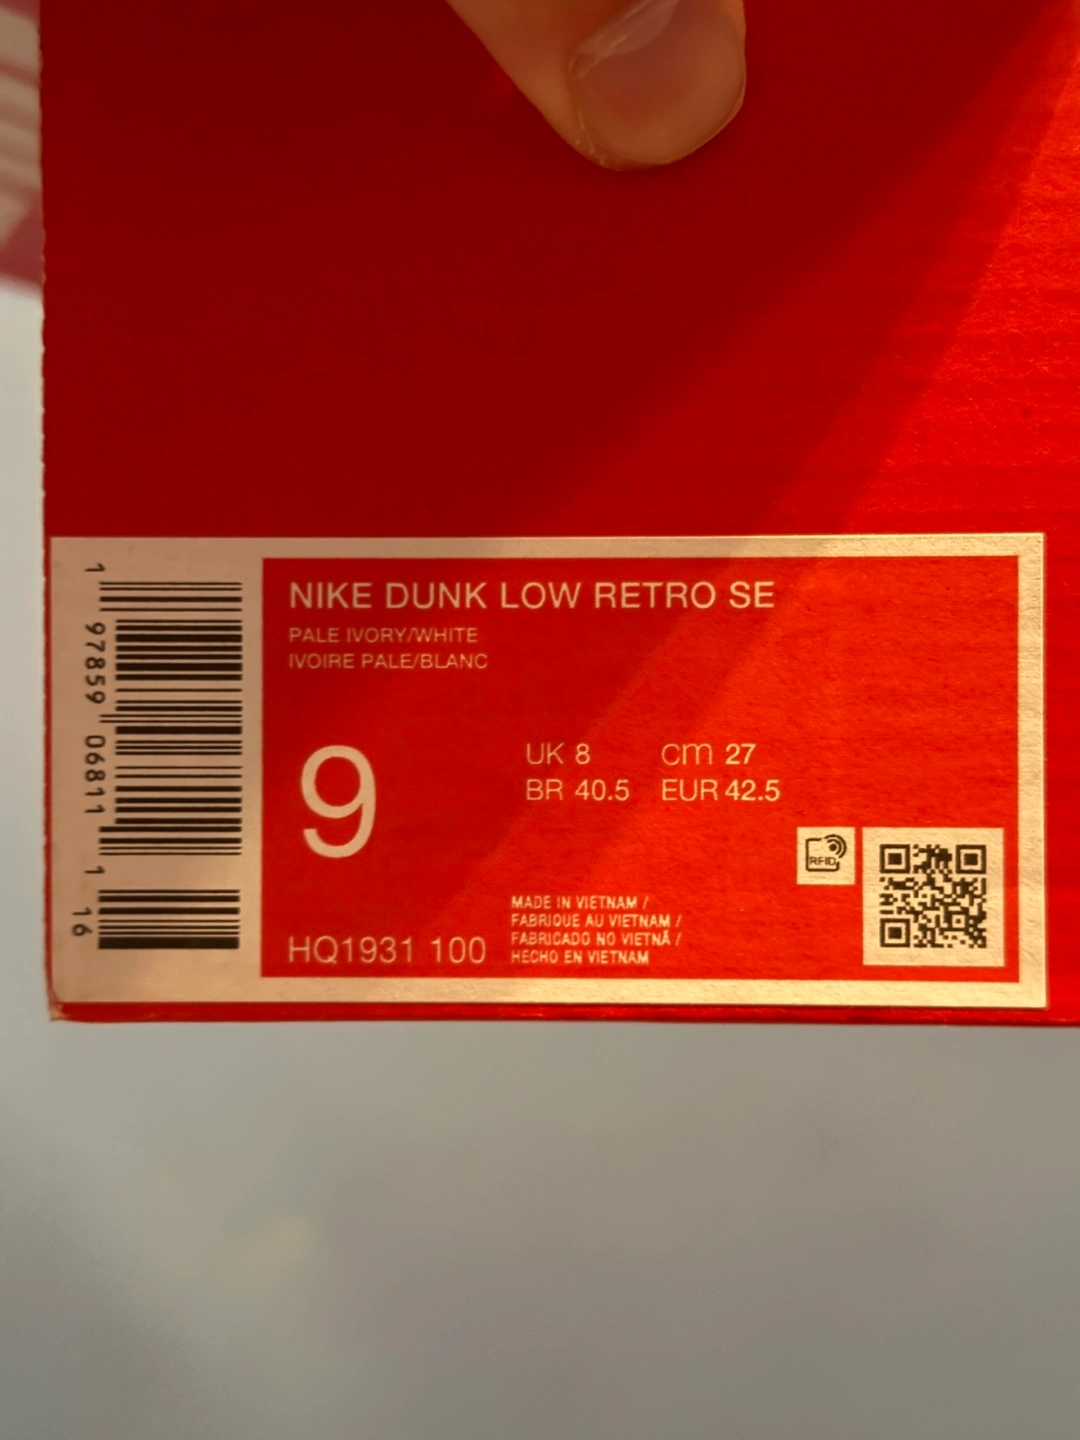 NIKE DUNK LOW RETRO SE
PALE IVORY/WHITE
IVOIRE PALE/BLANC
9
UK 8 cm 27
BR 40.5 EUR 42.5
RFID
MADE IN VIETNAM /
FABRIQUE AU VIETNAM /
FABRICADO NO VIETNÃ /
HECHO EN VIETNAM
HQ1931 100
1 97859 06811 1 16